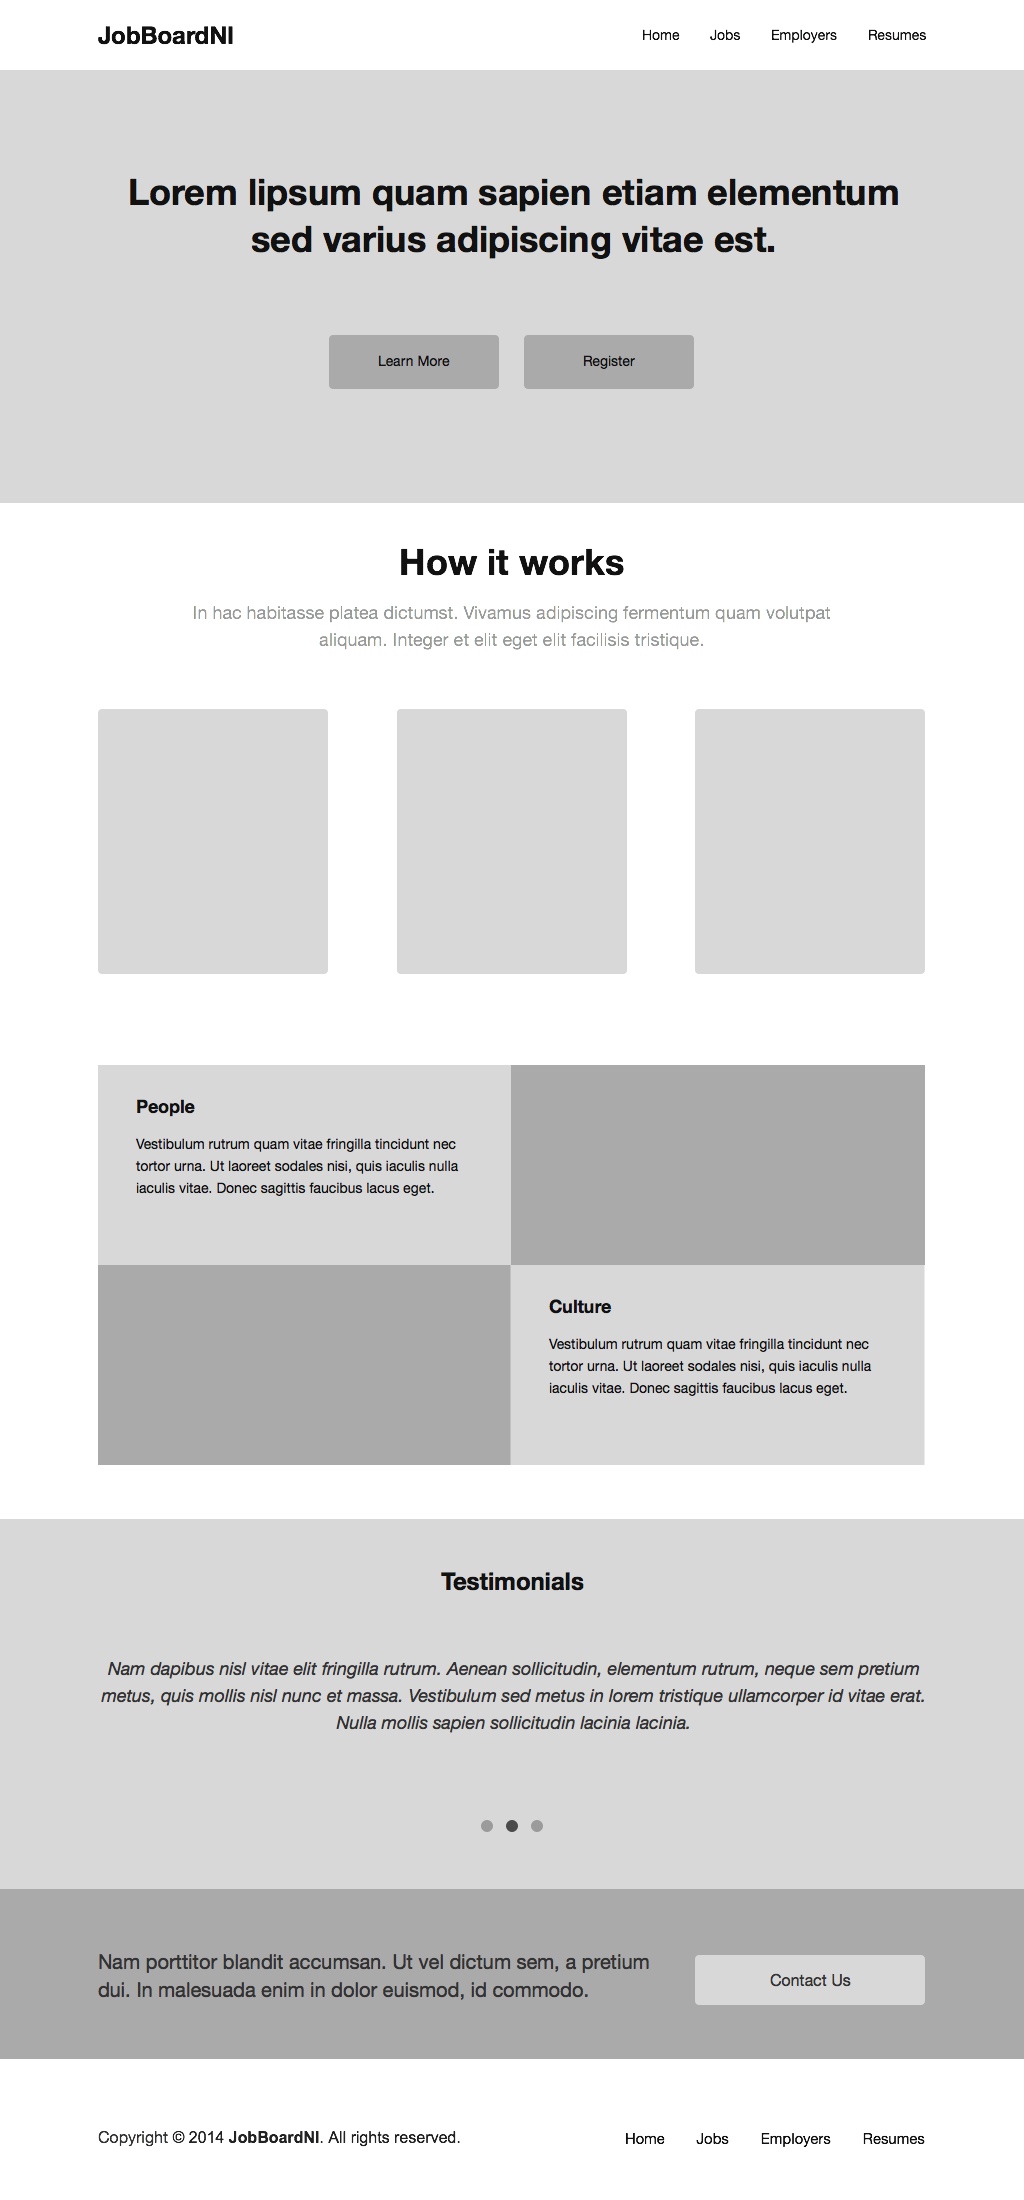 JobBoardNI
Home Jobs Employers Resumes
Lorem lipsum quam sapien etiam elementum
sed varius adipiscing vitae est.
Learn More Register
How it works
In hac habitasse platea dictumst. Vivamus adipiscing fermentum quam volutpat
aliquam. Integer et elit eget elit facilisis tristique.
People
Vestibulum rutrum quam vitae fringilla tincidunt nec
tortor urna. Ut laoreet sodales nisi, quis iaculis nulla
iaculis vitae. Donec sagittis faucibus lacus eget.
Culture
Vestibulum rutrum quam vitae fringilla tincidunt nec
tortor urna. Ut laoreet sodales nisi, quis iaculis nulla
iaculis vitae. Donec sagittis faucibus lacus eget.
Testimonials
Nam dapibus nisl vitae elit fringilla rutrum. Aenean sollicitudin, elementum rutrum, neque sem pretium
metus, quis mollis nisl nunc et massa. Vestibulum sed metus in lorem tristique ullamcorper id vitae erat.
Nulla mollis sapien sollicitudin lacinia lacinia.
Nam porttitor blandit accumsan. Ut vel dictum sem, a pretium
dui. In malesuada enim in dolor euismod, id commodo.
Contact Us
Copyright © 2014 JobBoardNI. All rights reserved.
Home Jobs Employers Resumes